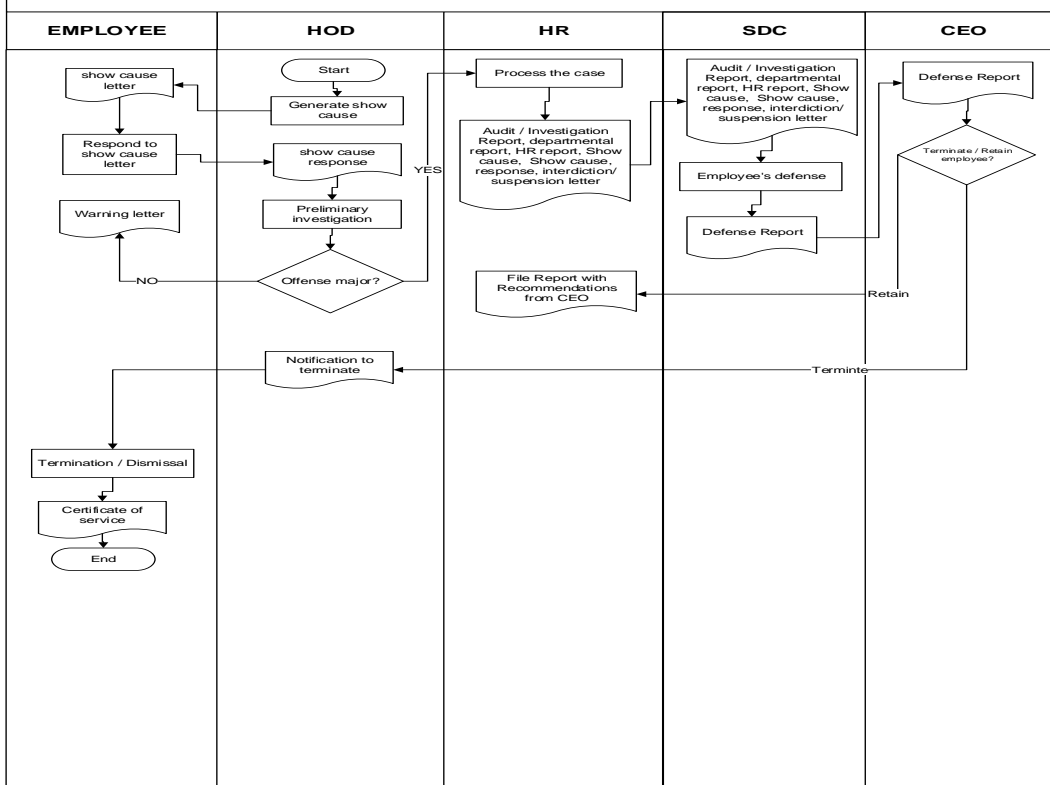 EMPLOYEE
HOD
HR
SDC
CEO
show cause
letter
Respond to
show cause
letter
Warning letter
Start
Generate show
cause
show cause
response
Preliminary
investigation
Offense major?
NO
YES
Process the case
Audit / Investigation
Report, departmental
report, HR report, Show
cause,  Show cause,
response, interdiction/
suspension letter
Audit / Investigation
Report, departmental
report, HR report, Show
cause,  Show cause,
response, interdiction/
suspension letter
Employee's defense
Defense Report
Defense Report
Terminate / Retain
employee?
File Report with
Recommendations
from CEO
Retain
Notification to
terminate
Terminte
Termination / Dismissal
Certificate of
service
End